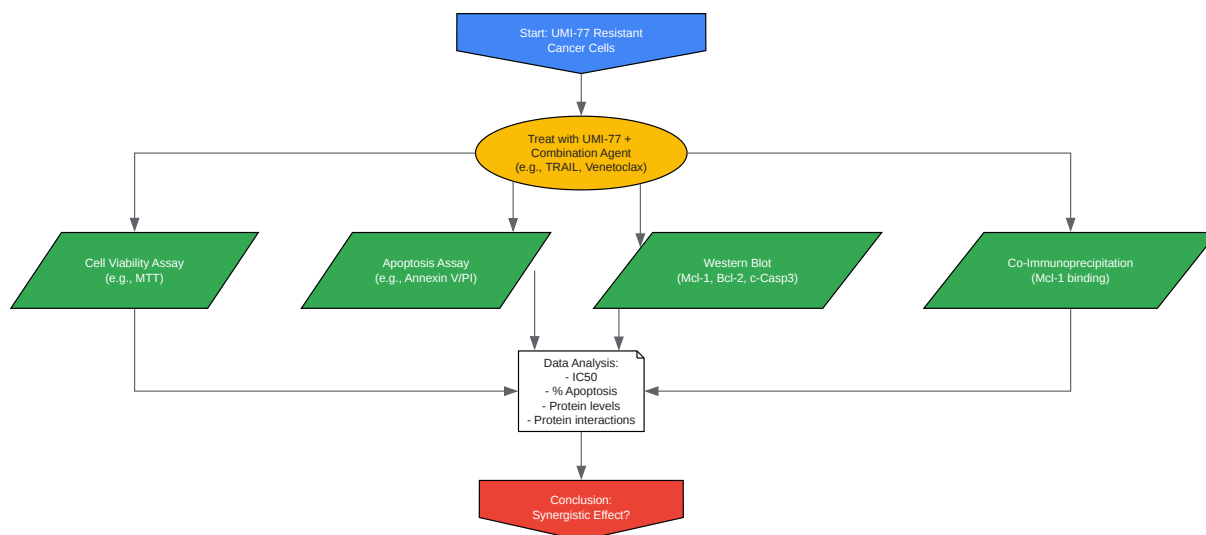 Start: UMI-77 Resistant
Cancer Cells
Treat with UMI-77 +
Combination Agent
(e.g., TRAIL, Venetoclax)
Cell Viability Assay
(e.g., MTT)
Apoptosis Assay
(e.g., Annexin V/PI)
Western Blot
(Mcl-1, Bcl-2, c-Casp3)
Co-Immunoprecipitation
(Mcl-1 binding)
Data Analysis:
- IC50
- % Apoptosis
- Protein levels
- Protein interactions
Conclusion:
Synergistic Effect?